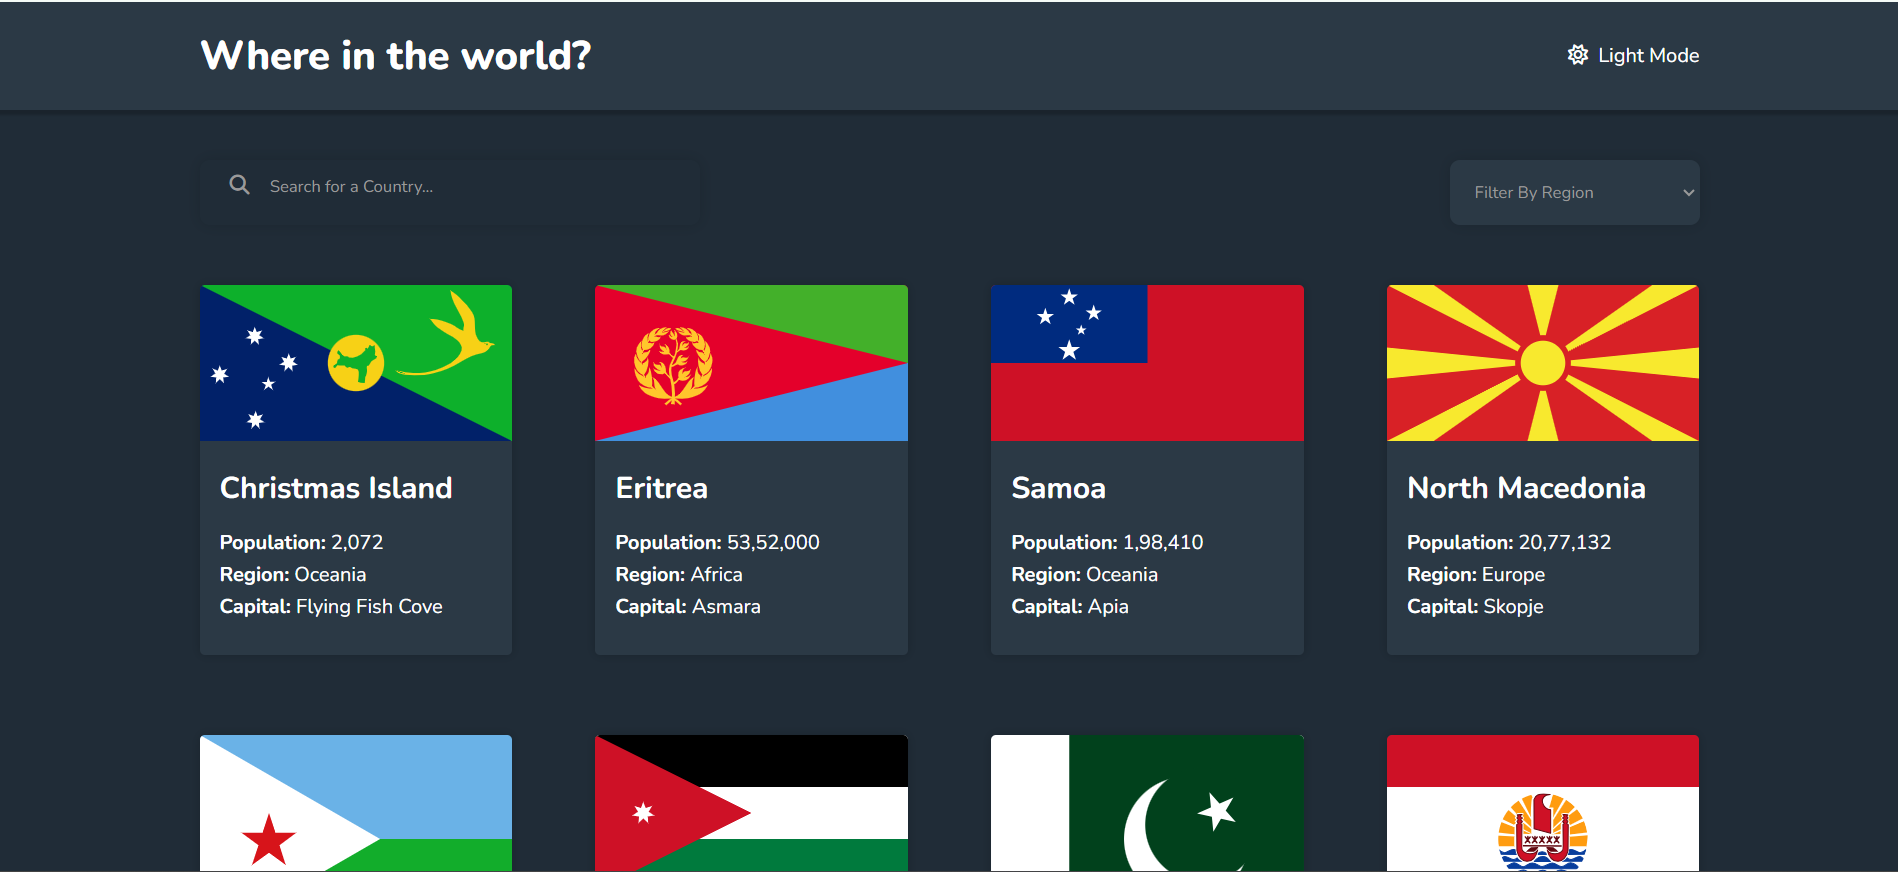 Where in the world?
Light Mode
Search for a Country...
Filter By Region
Christmas Island
Population: 2,072
Region: Oceania
Capital: Flying Fish Cove
Eritrea
Population: 53,52,000
Region: Africa
Capital: Asmara
Samoa
Population: 1,98,410
Region: Oceania
Capital: Apia
North Macedonia
Population: 20,77,132
Region: Europe
Capital: Skopje